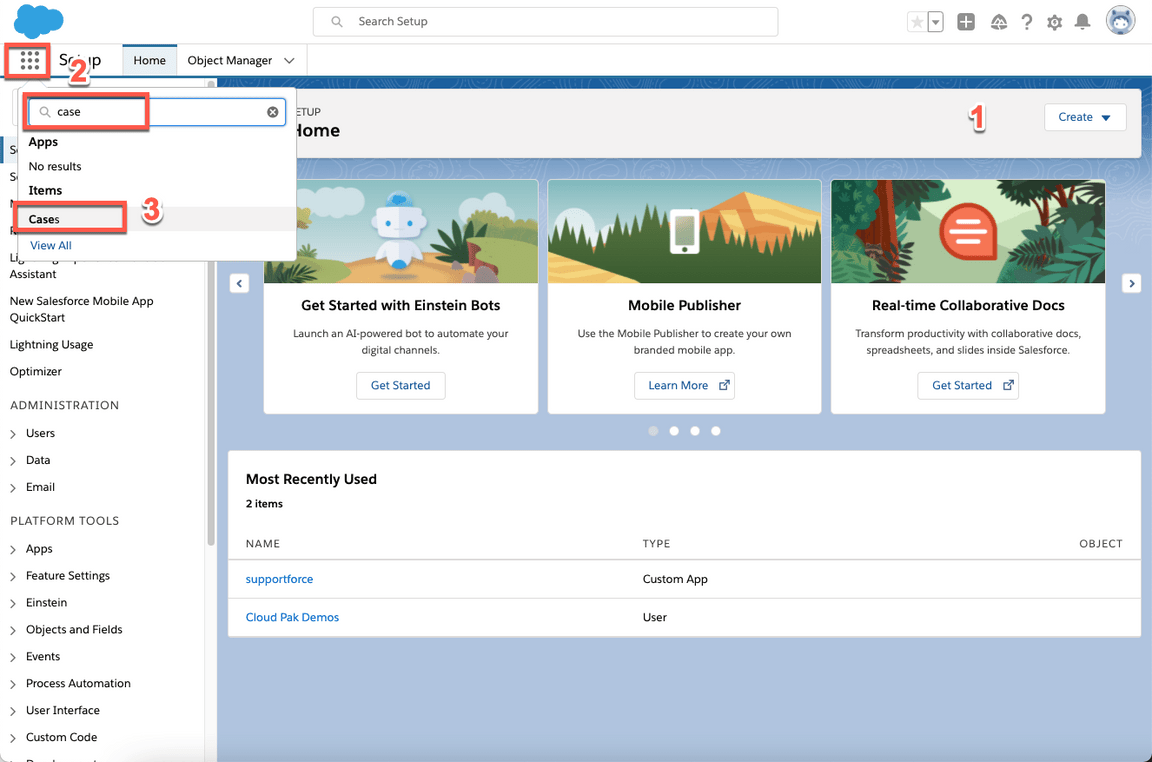 Search Setup
Setup
Home
Object Manager
2
case
Apps
No results
Items
Cases
3
View All
SETUP
Home
1
Create
Assistant
New Salesforce Mobile App
QuickStart
Lightning Usage
Optimizer
ADMINISTRATION
Users
Data
Email
PLATFORM TOOLS
Apps
Feature Settings
Einstein
Objects and Fields
Events
Process Automation
User Interface
Custom Code
Get Started with Einstein Bots
Launch an AI-powered bot to automate your
digital channels.
Get Started
Mobile Publisher
Use the Mobile Publisher to create your own
branded mobile app.
Learn More
Real-time Collaborative Docs
Transform productivity with collaborative docs,
spreadsheets, and slides inside Salesforce.
Get Started
Most Recently Used
2 items
NAME TYPE OBJECT
supportforce Custom App
Cloud Pak Demos User